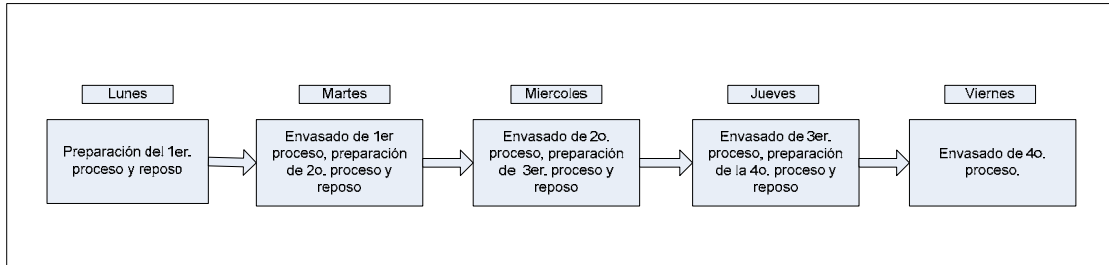 Lunes
Martes
Miercoles
Jueves
Viernes
Preparación del 1er.
proceso y reposo
Envasado de 1er
proceso, preparación
de 2o. proceso y
reposo
Envasado de 2o.
proceso, preparación
de 3er. proceso y
reposo
Envasado de 3er.
proceso, preparación
de la 4o. proceso y
reposo
Envasado de 4o.
proceso.